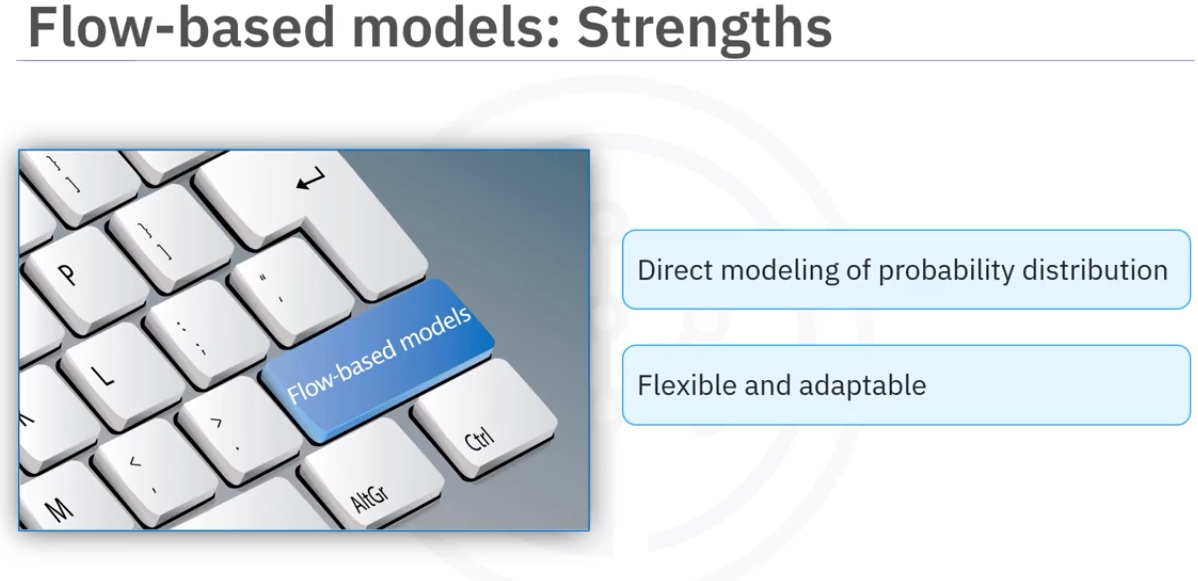 Flow-based models: Strengths
} ]
} ]
P
" '
: ;
L
Flow-based models
> .
< ,
Ctrl
AltGr
M
Direct modeling of probability distribution
Flexible and adaptable